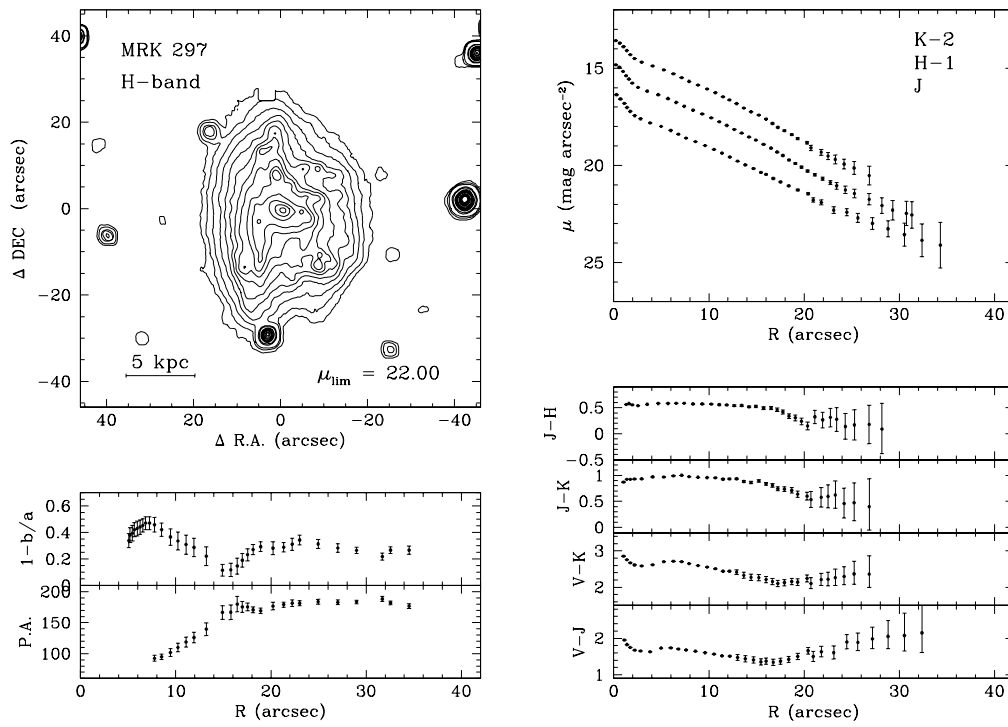 MRK 297
H-band
5 kpc
μlim = 22.00
Δ DEC (arcsec)
40
20
0
-20
-40
40 20 0 -20 -40
Δ R.A. (arcsec)
K-2
H-1
J
μ (mag arcsec⁻²)
15
20
25
0 10 20 30 40
R (arcsec)
1-b/a
0.6
0.4
0.2
0
P.A.
200
150
100
0 10 20 30 40
R (arcsec)
J-H
0.5
0
-0.5
J-K
1
0.5
0
V-K
3
2
V-J
2
1
0 10 20 30 40
R (arcsec)